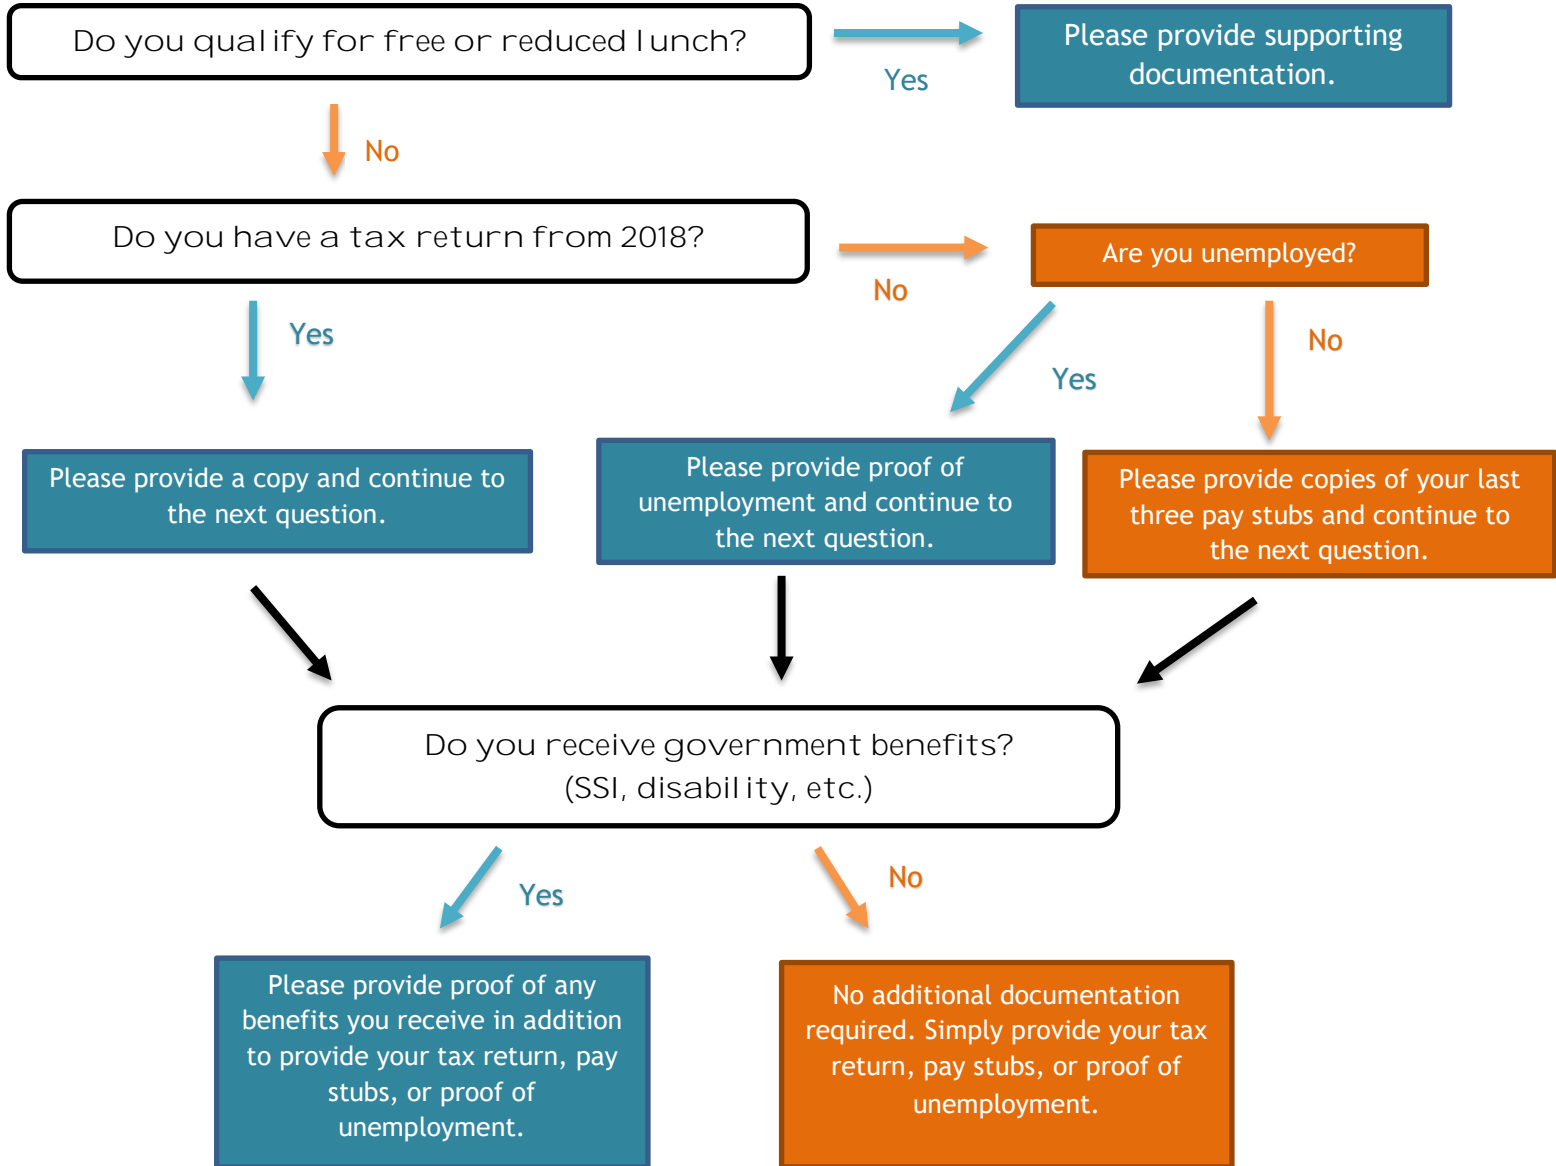 Do you qualify for free or reduced lunch?
Yes
Please provide supporting
documentation.
No
Do you have a tax return from 2018?
No
Are you unemployed?
Yes
Yes
No
Please provide a copy and continue to
the next question.
Please provide proof of
unemployment and continue to
the next question.
Please provide copies of your last
three pay stubs and continue to
the next question.
Do you receive government benefits?
(SSI, disability, etc.)
Yes
No
Please provide proof of any
benefits you receive in addition
to provide your tax return, pay
stubs, or proof of
unemployment.
No additional documentation
required. Simply provide your tax
return, pay stubs, or proof of
unemployment.